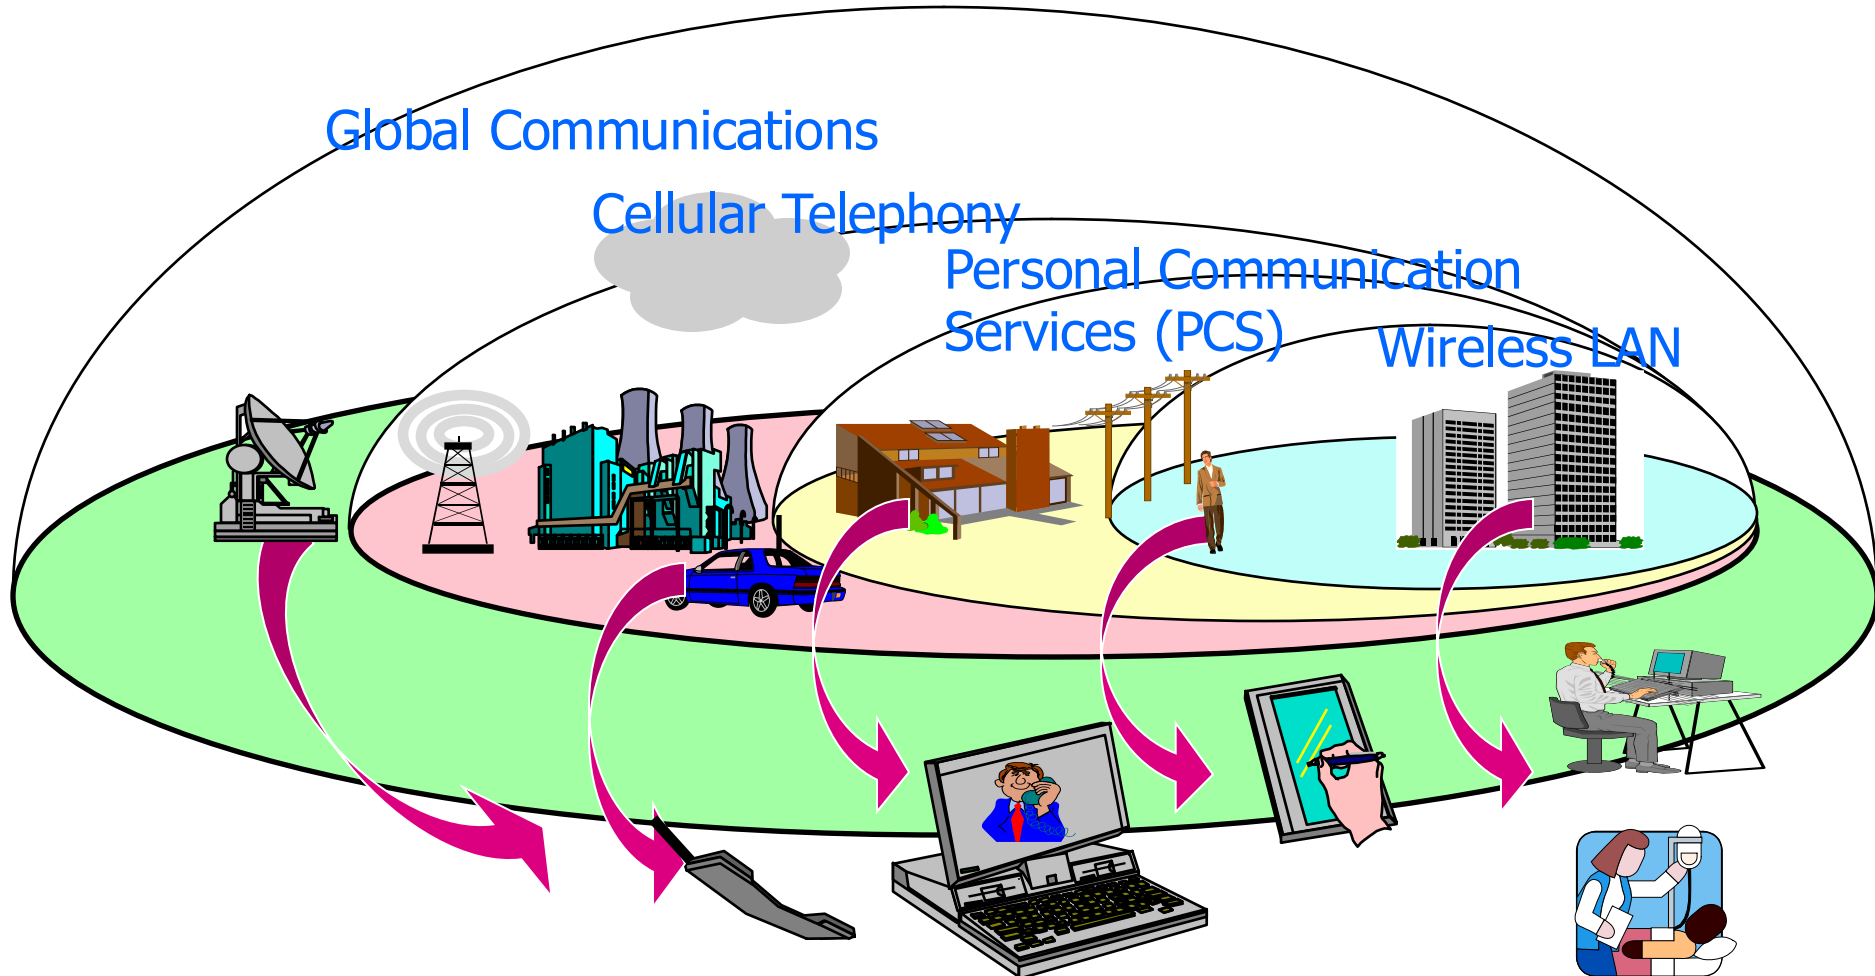 Global Communications
Cellular Telephony
Personal Communication
Services (PCS)
Wireless LAN